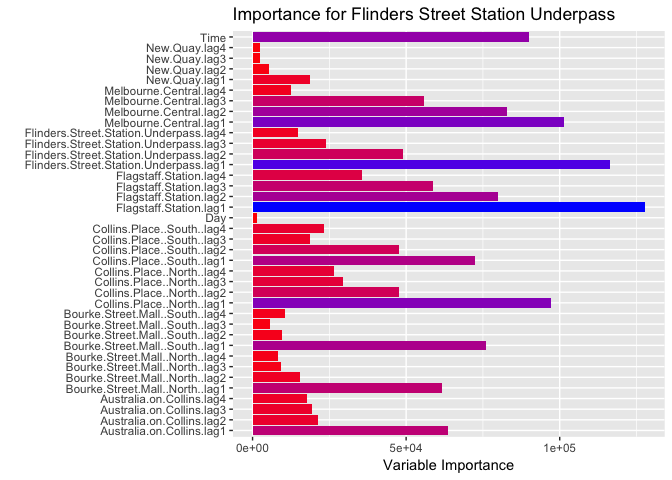 Importance for Flinders Street Station Underpass
Time
New.Quay.lag4
New.Quay.lag3
New.Quay.lag2
New.Quay.lag1
Melbourne.Central.lag4
Melbourne.Central.lag3
Melbourne.Central.lag2
Melbourne.Central.lag1
Flinders.Street.Station.Underpass.lag4
Flinders.Street.Station.Underpass.lag3
Flinders.Street.Station.Underpass.lag2
Flinders.Street.Station.Underpass.lag1
Flagstaff.Station.lag4
Flagstaff.Station.lag3
Flagstaff.Station.lag2
Flagstaff.Station.lag1
Day
Collins.Place..South..lag4
Collins.Place..South..lag3
Collins.Place..South..lag2
Collins.Place..South..lag1
Collins.Place..North..lag4
Collins.Place..North..lag3
Collins.Place..North..lag2
Collins.Place..North..lag1
Bourke.Street.Mall..South..lag4
Bourke.Street.Mall..South..lag3
Bourke.Street.Mall..South..lag2
Bourke.Street.Mall..South..lag1
Bourke.Street.Mall..North..lag4
Bourke.Street.Mall..North..lag3
Bourke.Street.Mall..North..lag2
Bourke.Street.Mall..North..lag1
Australia.on.Collins.lag4
Australia.on.Collins.lag3
Australia.on.Collins.lag2
Australia.on.Collins.lag1
0e+00 5e+04 1e+05
Variable Importance